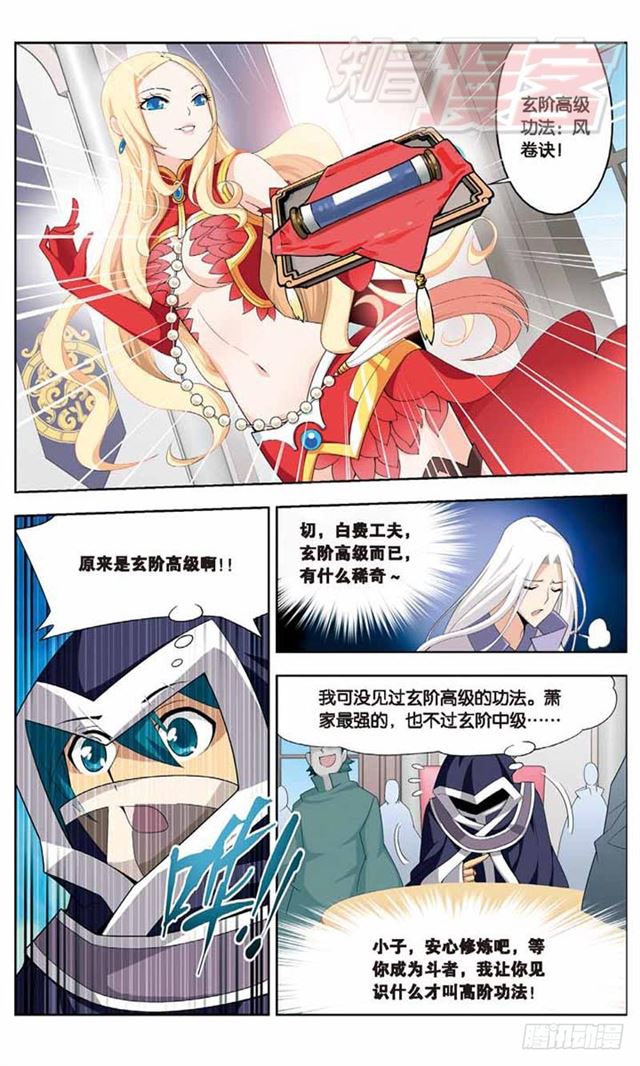 知音漫客
玄阶高级
功法：风
卷诀！
原来是玄阶高级啊！！
切，白费工夫，
玄阶高级而已，
有什么稀奇～
我可没见过玄阶高级的功法。萧
家最强的，也不过玄阶中级……
哗!!
小子，安心修炼吧，等
你成为斗者，我让你见
识什么才叫高阶功法！
腾讯动漫